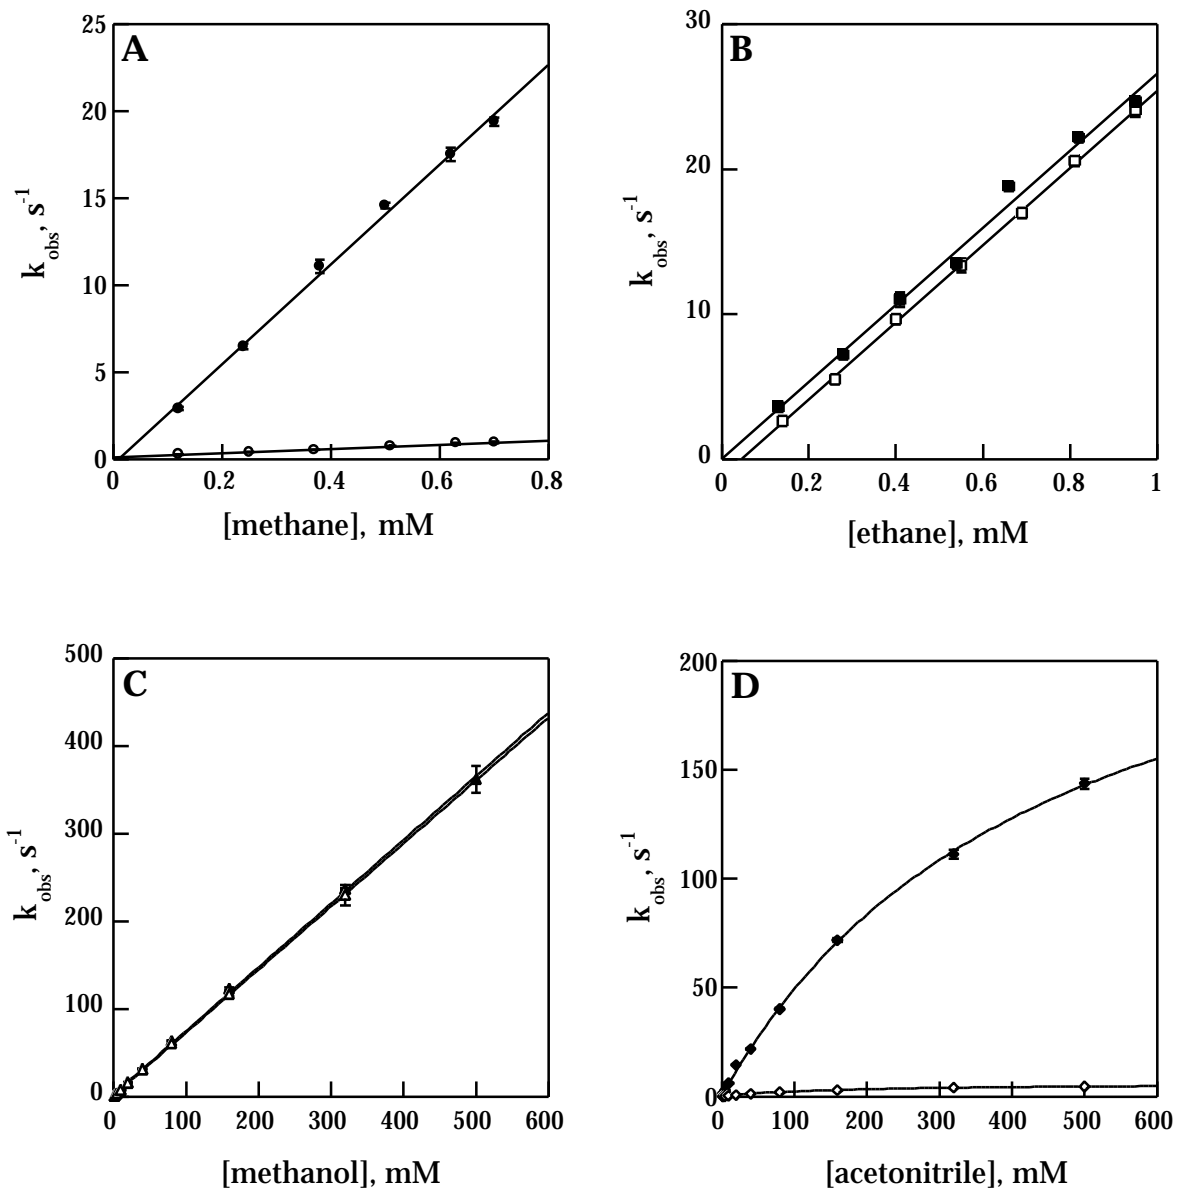 A
25
20
15
10
5
0
k_obs, s^-1
0 0.2 0.4 0.6 0.8
[methane], mM
B
30
20
10
0
k_obs, s^-1
0 0.2 0.4 0.6 0.8 1
[ethane], mM
C
500
400
300
200
100
0
k_obs, s^-1
0 100 200 300 400 500 600
[methanol], mM
D
200
150
100
50
0
k_obs, s^-1
0 100 200 300 400 500 600
[acetonitrile], mM